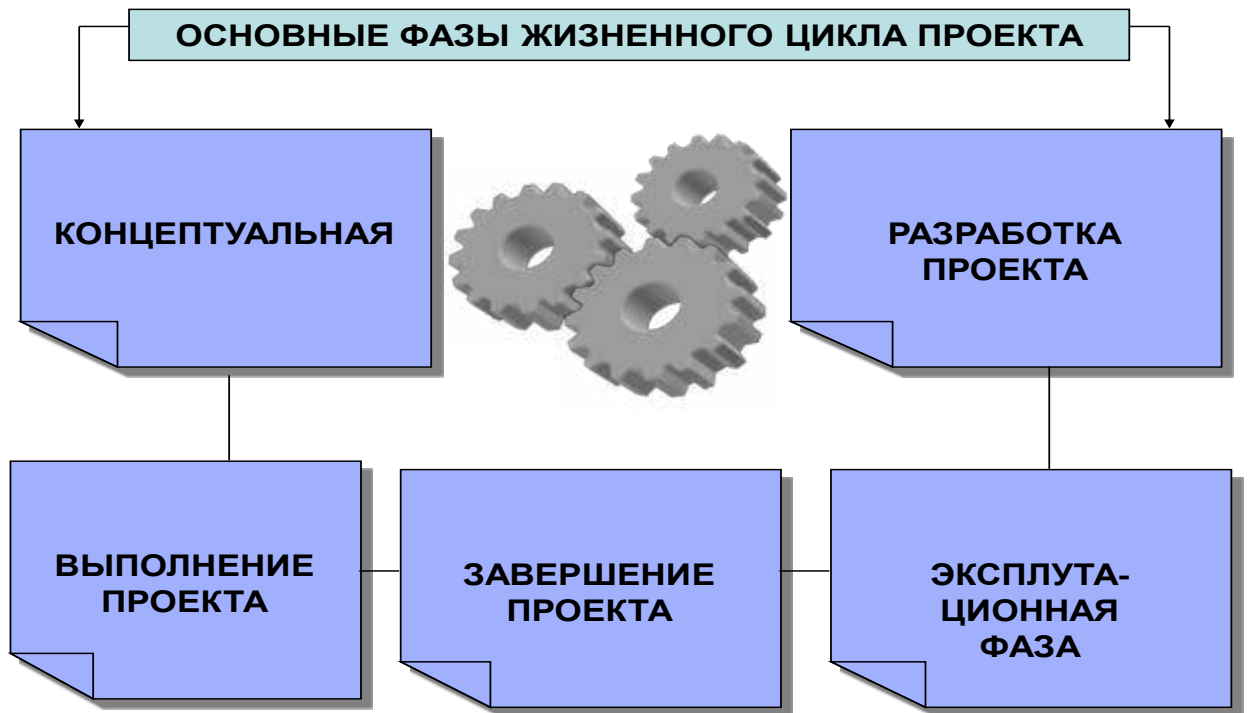 ОСНОВНЫЕ ФАЗЫ ЖИЗНЕННОГО ЦИКЛА ПРОЕКТА
КОНЦЕПТУАЛЬНАЯ
РАЗРАБОТКА
ПРОЕКТА
ВЫПОЛНЕНИЕ
ПРОЕКТА
ЗАВЕРШЕНИЕ
ПРОЕКТА
ЭКСПЛУТА-
ЦИОННАЯ
ФАЗА